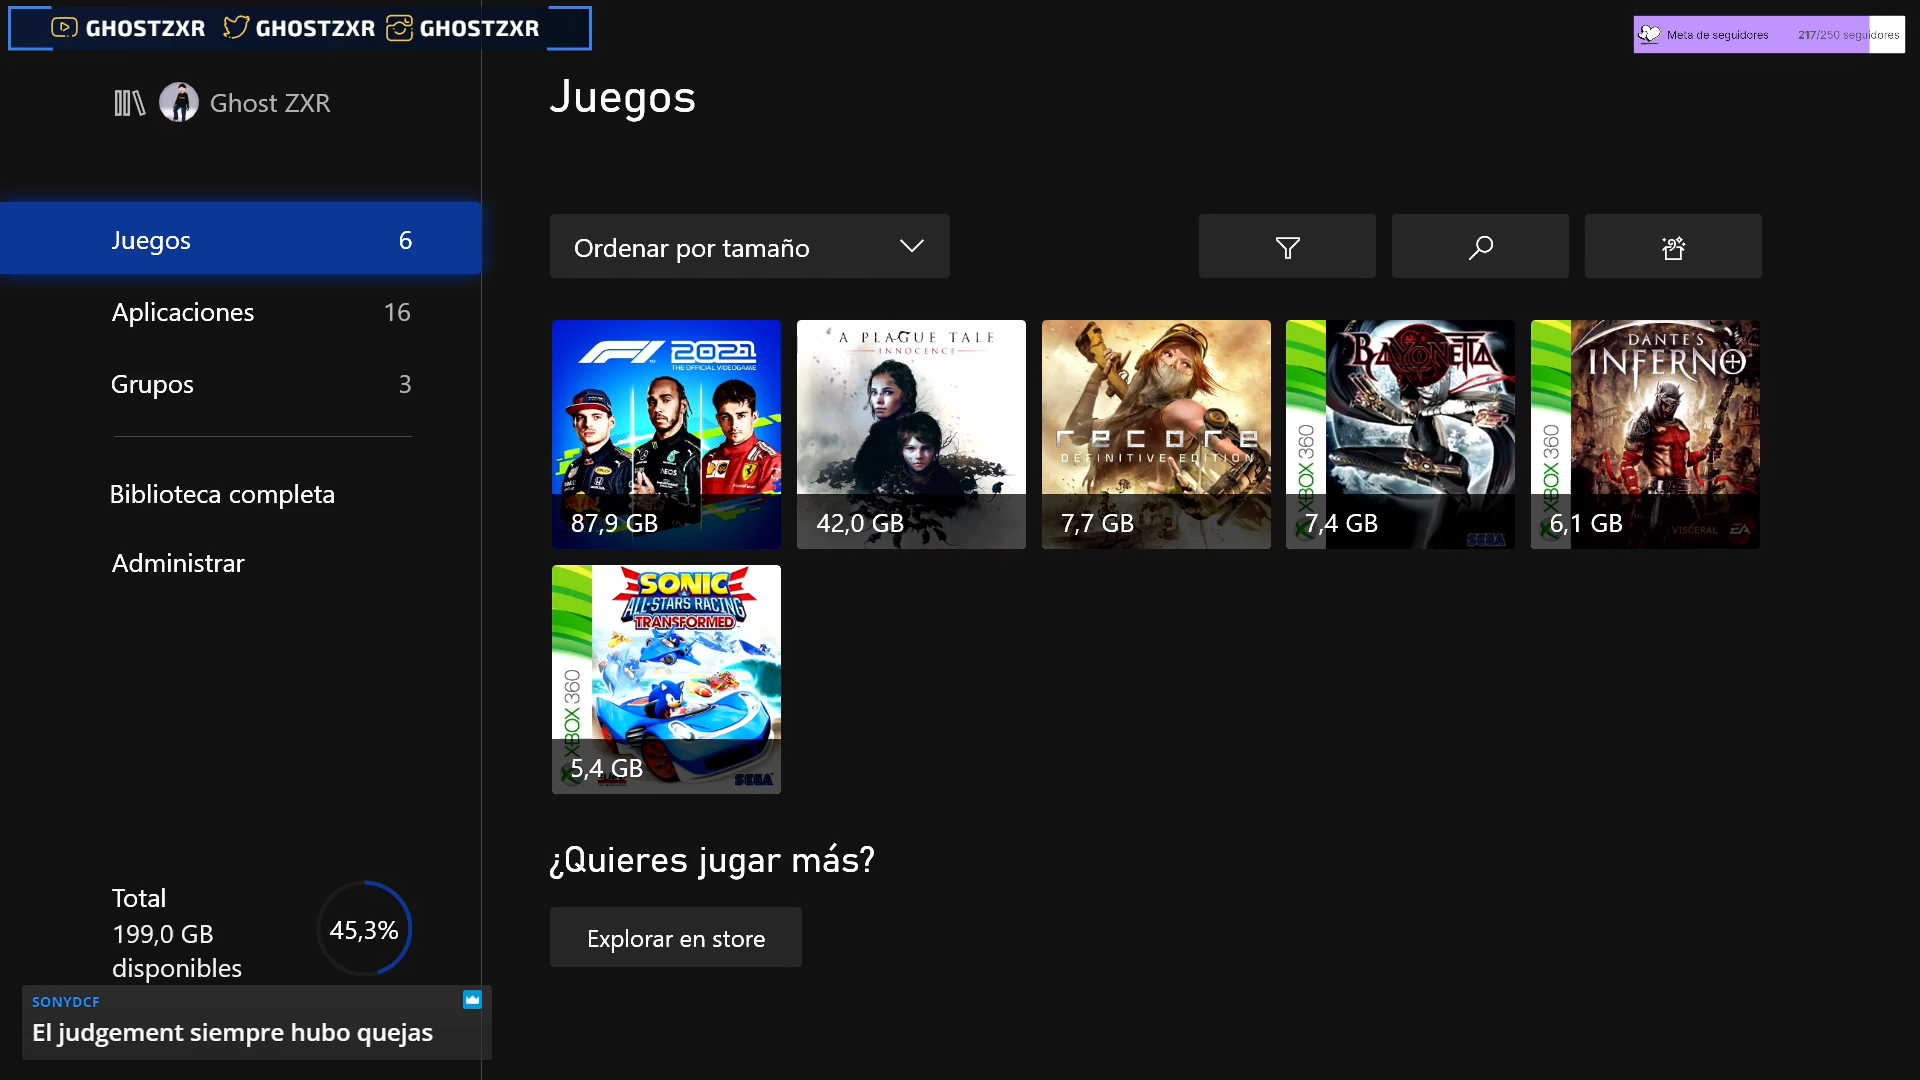 GHOSTZXR GHOSTZXR GHOSTZXR
Meta de seguidores 217/250 seguidores
Ghost ZXR
Juegos
Juegos 6
Aplicaciones 16
Grupos 3
Biblioteca completa
Administrar
Ordenar por tamaño
F1 2021
THE OFFICIAL VIDEOGAME
INEOS
87,9 GB
A PLAGUE TALE
INNOCENCE
42,0 GB
recore
DEFINITIVE EDITION
7,7 GB
BAYONETTA
XBOX 360
SEGA
7,4 GB
DANTE'S
INFERNO
XBOX 360
VISCERAL EA
6,1 GB
SONIC
ALL-STARS RACING
TRANSFORMED
XBOX 360
SEGA
5,4 GB
¿Quieres jugar más?
Explorar en store
Total
199,0 GB
disponibles
45,3%
SONYDCF
El judgement siempre hubo quejas